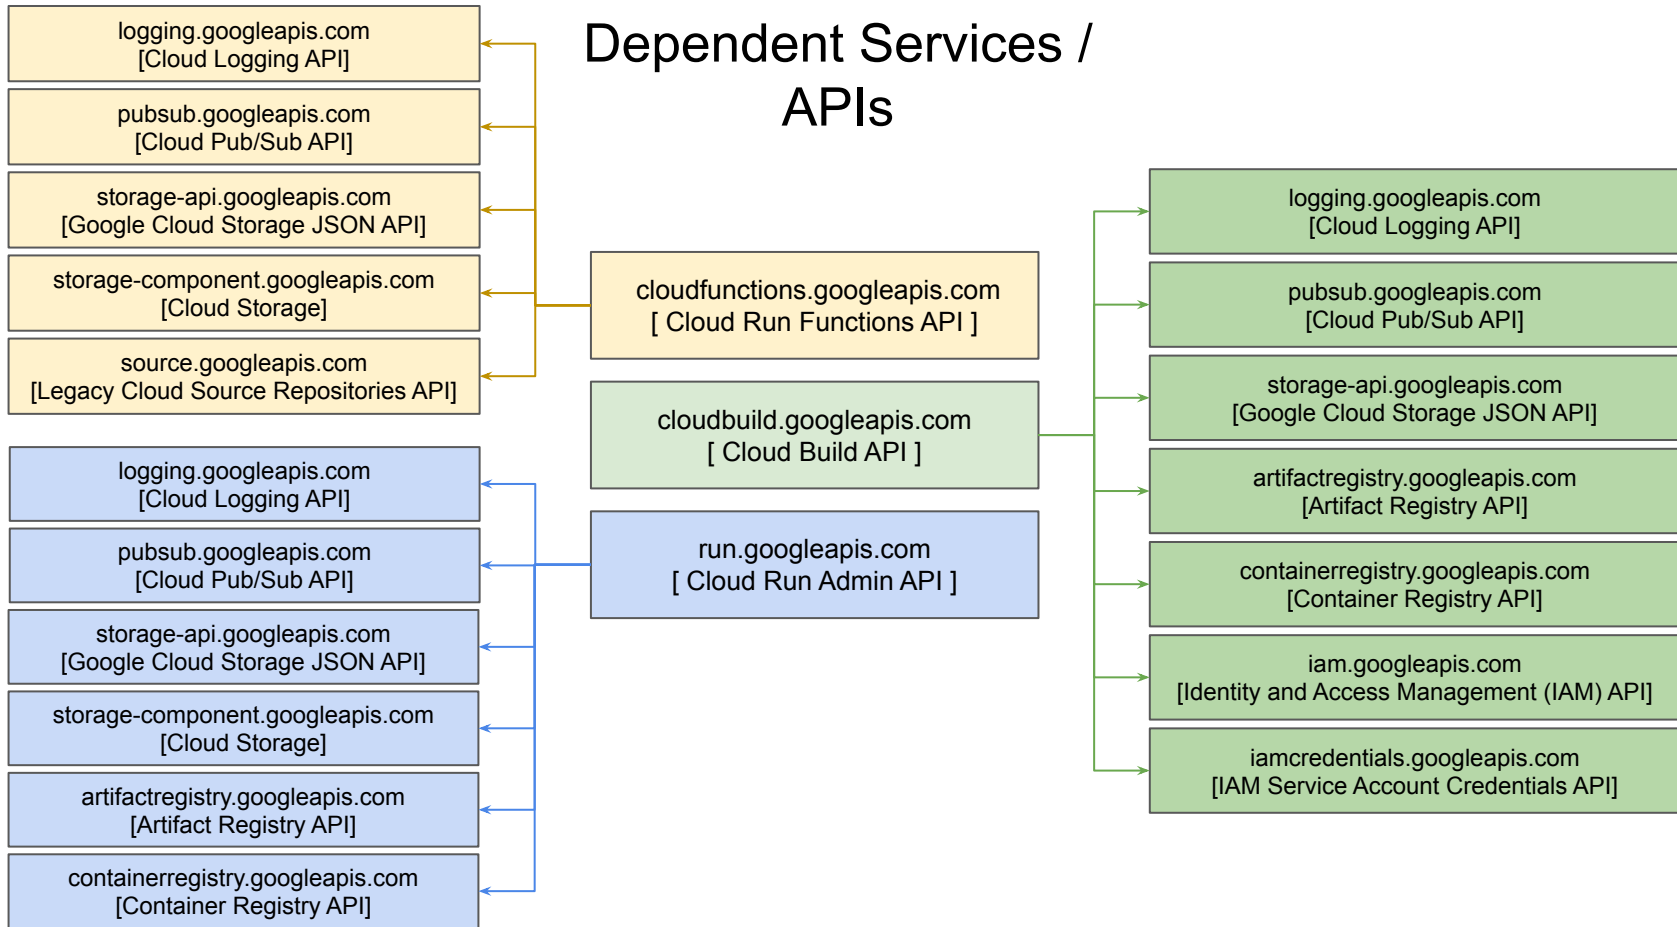 Dependent Services /
APIs
logging.googleapis.com
[Cloud Logging API]
pubsub.googleapis.com
[Cloud Pub/Sub API]
storage-api.googleapis.com
[Google Cloud Storage JSON API]
storage-component.googleapis.com
[Cloud Storage]
source.googleapis.com
[Legacy Cloud Source Repositories API]
logging.googleapis.com
[Cloud Logging API]
pubsub.googleapis.com
[Cloud Pub/Sub API]
storage-api.googleapis.com
[Google Cloud Storage JSON API]
storage-component.googleapis.com
[Cloud Storage]
artifactregistry.googleapis.com
[Artifact Registry API]
containerregistry.googleapis.com
[Container Registry API]
cloudfunctions.googleapis.com
[ Cloud Run Functions API ]
cloudbuild.googleapis.com
[ Cloud Build API ]
run.googleapis.com
[ Cloud Run Admin API ]
logging.googleapis.com
[Cloud Logging API]
pubsub.googleapis.com
[Cloud Pub/Sub API]
storage-api.googleapis.com
[Google Cloud Storage JSON API]
artifactregistry.googleapis.com
[Artifact Registry API]
containerregistry.googleapis.com
[Container Registry API]
iam.googleapis.com
[Identity and Access Management (IAM) API]
iamcredentials.googleapis.com
[IAM Service Account Credentials API]